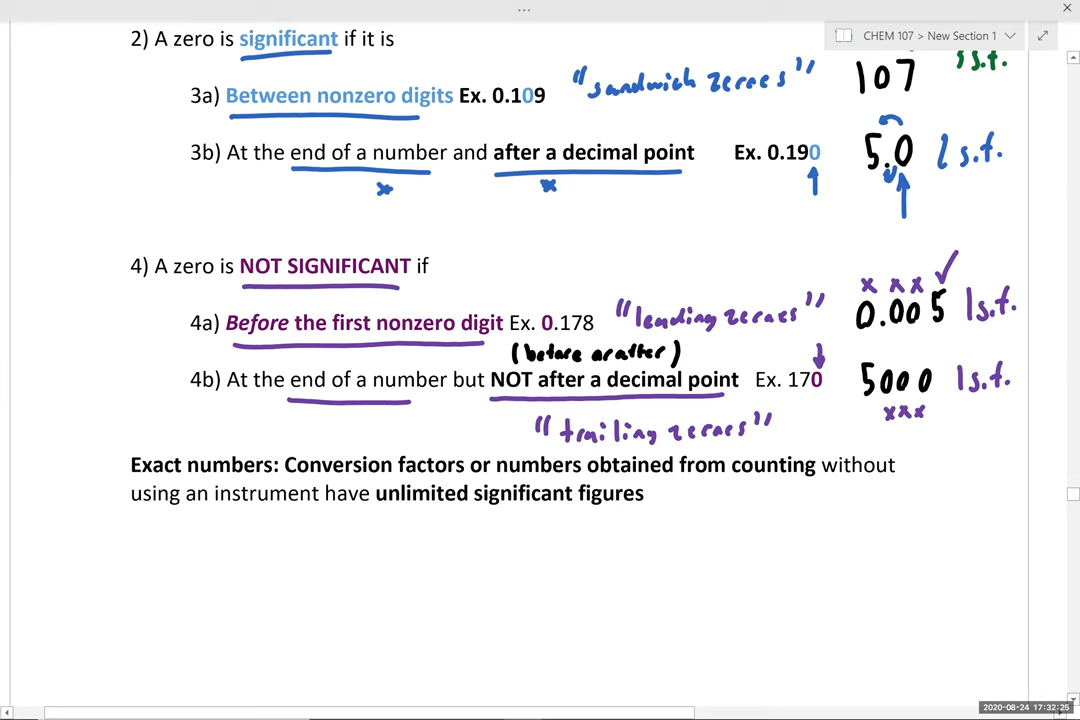 2) A zero is significant if it is
CHEM 107 > New Section 1
3 s.f.
107
3a) Between nonzero digits Ex. 0.109 "sandwich zeroes"
3b) At the end of a number and after a decimal point Ex. 0.190 5.0 2 s.f.
4) A zero is NOT SIGNIFICANT if
4a) Before the first nonzero digit Ex. 0.178 "leading zeroes" 0.005 1 s.f.
(before or after)
4b) At the end of a number but NOT after a decimal point Ex. 170 5000 1 s.f.
"trailing zeroes"
Exact numbers: Conversion factors or numbers obtained from counting without
using an instrument have unlimited significant figures
2020-08-24 17:32:25